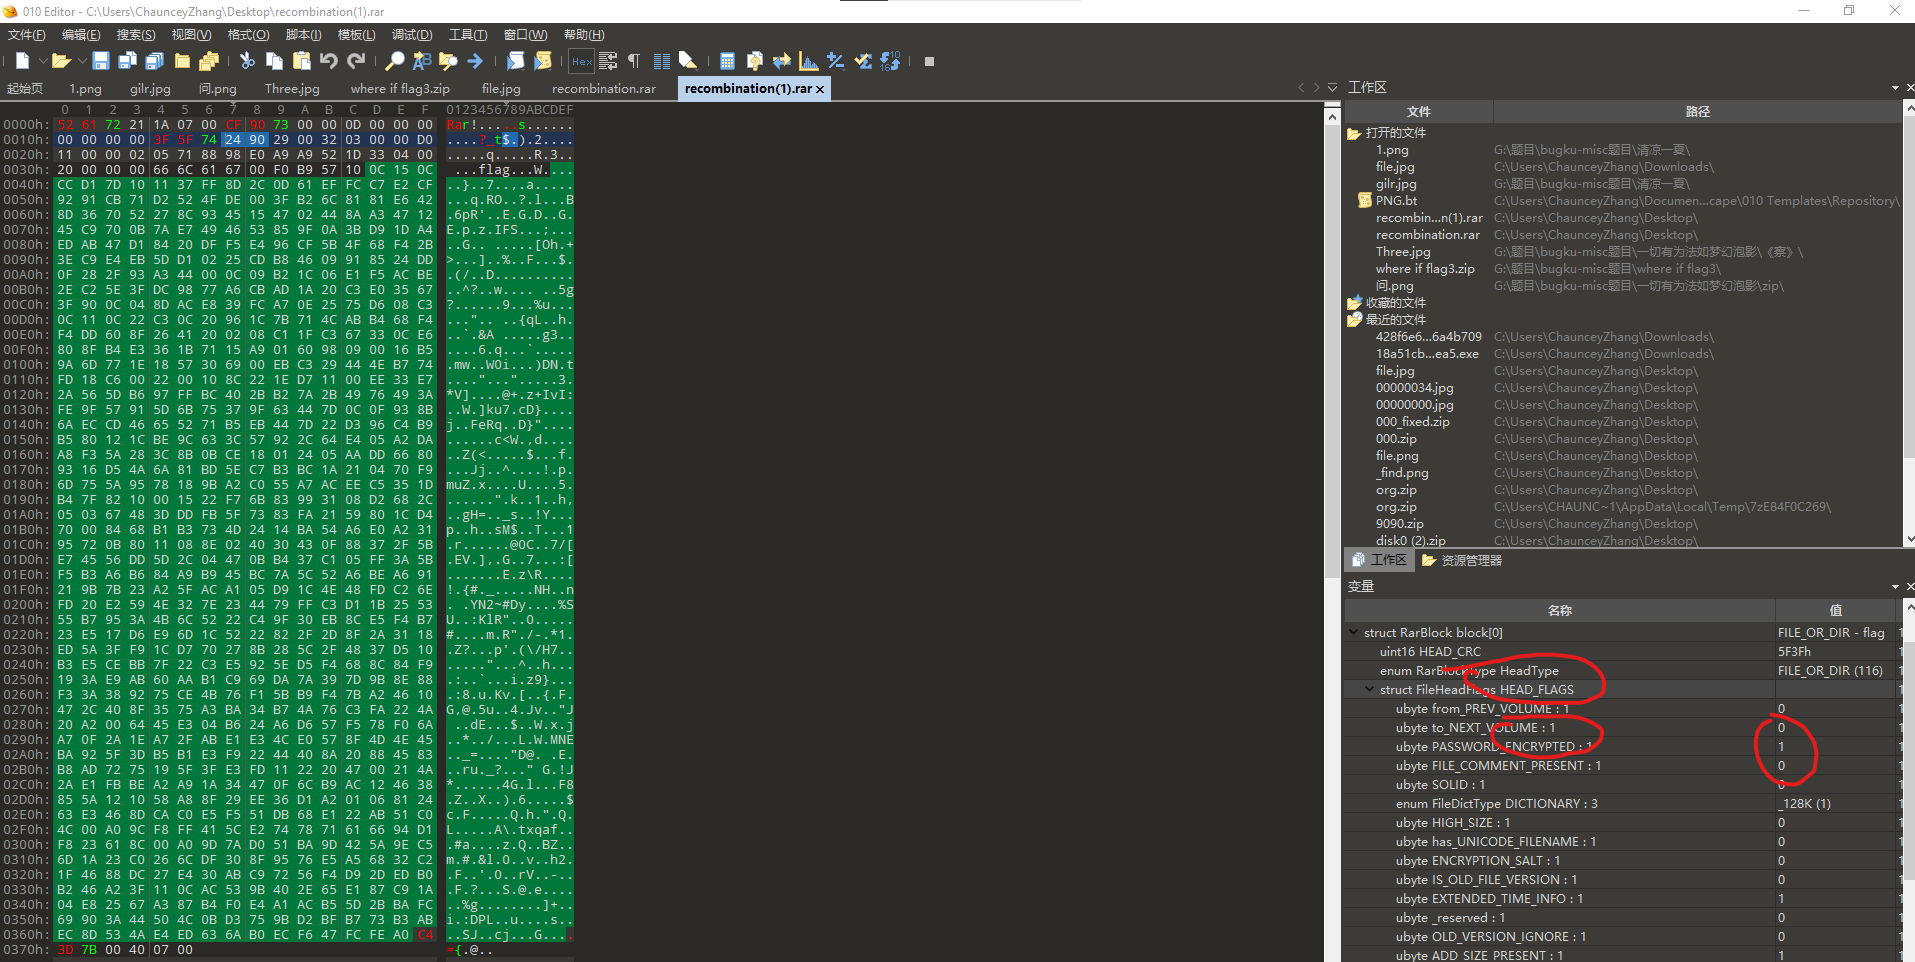 010 Editor - C:\Users\ChaunceyZhang\Desktop\recombination(1).rar
文件(F) 编辑(E) 搜索(S) 视图(V) 格式(O) 脚本(I) 模板(L) 调试(D) 工具(T) 窗口(W) 帮助(H)
起始页 1.png gilr.jpg 问.png Three.jpg where if flag3.zip file.jpg recombination.rar recombination(1).rar
0 1 2 3 4 5 6 7 8 9 A B C D E F 0123456789ABCDEF
0000h: 52 61 72 21 1A 07 00 CF 90 73 00 00 0D 00 00 00 Rar!.....s......
0010h: 00 00 00 00 3F 5F 74 24 90 29 00 32 03 00 00 D0 ....?_t$.).2....
0020h: 11 00 00 02 05 71 88 98 E0 A9 A9 52 1D 33 04 00 .....q.....R.3..
0030h: 20 00 00 00 66 6C 61 67 00 F0 B9 57 10 0C 15 0C
0040h: CC D1 7D 10 11 37 FF 8D 2C 0D 61 EF FC C7 E2 CF
0050h: 92 91 CB 71 D2 52 4F DE 00 3F B2 6C 81 81 E6 42
0060h: 8D 36 70 52 27 8C 93 45 15 47 02 44 8A A3 47 12
0070h: 45 C9 70 0B 7A E7 49 46 53 85 9F 0A 3B D9 1D A4
0080h: ED AB 47 D1 84 20 DF F5 E4 96 CF 5B 4F 68 F4 2B
0090h: 3E C9 E4 EB 5D D1 02 25 CD B8 46 09 91 85 24 DD
00A0h: 0F 28 2F 93 A3 44 00 0C 09 B2 1C 06 E1 F5 AC BE
00B0h: 2E C2 5E 3F DC 98 77 A6 CB AD 1A 20 C3 E0 35 67
00C0h: 3F 90 0C 04 8D AC E8 39 FC A7 0E 25 75 D6 08 C3
00D0h: 0C 11 0C 22 C3 0C 20 96 1C 7B 71 4C AB B4 68 F4
00E0h: F4 DD 60 8F 26 41 20 02 08 C1 1F C3 67 33 0C E6
00F0h: 80 8F B4 E3 36 1B 71 15 A9 01 60 98 09 00 16 B5
0100h: 9A 6D 77 1E 18 57 30 69 00 EB C3 29 44 4E B7 74
0110h: FD 18 C6 00 22 00 10 8C 22 1E D7 11 00 EE 33 E7
0120h: 2A 56 5D B6 97 FF BC 40 2B B2 7A 2B 49 76 49 3A
0130h: FE 9F 57 91 5D 6B 75 37 9F 63 44 7D 0C 0F 93 8B
0140h: 6A EC CD 46 65 52 71 B5 EB 44 7D 22 D3 96 C4 B9
0150h: B5 80 12 1C BE 9C 63 3C 57 92 2C 64 E4 05 A2 DA
0160h: A8 F3 5A 28 3C 8B 0B CE 18 01 24 05 AA DD 66 80
0170h: 93 16 D5 4A 6A 81 BD 5E C7 B3 BC 1A 21 04 70 F9
0180h: 6D 75 5A 95 78 18 9B A2 C0 55 A7 AC EE C5 35 1D
0190h: B4 7F 82 10 00 15 22 F7 6B 83 99 31 08 D2 68 2C
01A0h: 05 03 67 48 3D DD FB 5F 73 83 FA 21 59 80 1C D4
01B0h: 70 00 84 68 B1 B3 73 4D 24 14 BA 54 A6 E0 A2 31
01C0h: 95 72 0B 80 11 08 8E 02 40 30 43 0F 88 37 2F 5B
01D0h: E7 45 56 DD 5D 2C 04 47 0B B4 37 C1 05 FF 3A 5B
01E0h: F5 B3 A6 B6 84 A9 B9 45 BC 7A 5C 52 A6 BE A6 91
01F0h: 21 9B 7B 23 A2 5F AC A1 05 D9 1C 4E 48 FD C2 6E
0200h: FD 20 E2 59 4E 32 7E 23 44 79 FF C3 D1 1B 25 53
0210h: 55 B7 95 3A 4B 6C 52 22 C4 9F 30 EB 8C E5 F4 B7
0220h: 23 E5 17 D6 E9 6D 1C 52 22 82 2F 2D 8F 2A 31 18
0230h: ED 5A 3F F9 1C D7 70 27 8B 28 5C 2F 48 37 D5 10
0240h: B3 E5 CE BB 7F 22 C3 E5 92 5E D5 F4 68 8C 84 F9
0250h: 19 3A E9 AB 60 AA B1 C9 69 DA 7A 39 7D 9B 8E 88
0260h: F3 3A 38 92 75 CE 4B 76 F1 5B B9 F4 7B A2 46 10
0270h: 47 2C 40 8F 35 75 A3 BA 34 B7 4A 76 C3 FA 22 4A
0280h: 20 A2 00 64 45 E3 04 B6 24 A6 D6 57 F5 78 F0 6A
0290h: A7 0F 2A 1E A7 2F AB E1 E3 4C E0 57 8F 4D 4E 45
02A0h: BA 92 5F 3D B5 B1 E3 F9 22 44 40 8A 20 88 45 83
02B0h: B8 AD 72 75 19 5F 3F E3 FD 11 22 20 47 00 21 4A
02C0h: 2A E1 FB BE A2 A9 1A 34 47 0F 6C B9 AC 12 46 38
02D0h: 85 5A 12 10 58 A8 8F 29 EE 36 D1 A2 01 06 81 24
02E0h: 63 E3 46 8D CA C0 E5 F5 51 DB 68 E1 22 AB 51 C0
02F0h: 4C 00 A0 9C F8 FF 41 5C E2 74 78 71 61 66 94 D1
0300h: F8 23 61 8C 00 A0 9D 7A D0 51 BA 9D 42 5A 9E C5
0310h: 6D 1A 23 C0 26 6C DF 30 8F 95 76 E5 A5 68 32 C2
0320h: 1F 46 88 DC 27 E4 30 AB C9 72 56 F4 D9 2D ED B0
0330h: B2 46 A2 3F 11 0C AC 53 9B 40 2E 65 E1 87 C9 1A
0340h: 04 E8 25 67 A3 87 B4 F0 E4 A1 AC B5 5D 2B BA FC
0350h: 69 90 3A 44 50 4C 0B D3 75 9B D2 BF B7 73 B3 AB
0360h: EC 8D 53 4A E4 ED 63 6A B0 EC F6 47 FC FE A0 C4
0370h: 3D 7B 00 40 07 00 ={.@..
工作区
文件 路径
打开的文件
1.png G:\题目\bugku-misc题目\清凉一夏\
file.jpg C:\Users\ChaunceyZhang\Downloads\
gilr.jpg G:\题目\bugku-misc题目\清凉一夏\
PNG.bt C:\Users\ChaunceyZhang\Documen...cape\010 Templates\Repository\
recombin...n(1).rar C:\Users\ChaunceyZhang\Desktop\
recombination.rar C:\Users\ChaunceyZhang\Desktop\
Three.jpg G:\题目\bugku-misc题目\一切有为法如梦幻泡影\《察》\
where if flag3.zip G:\题目\bugku-misc题目\where if flag3\
问.png G:\题目\bugku-misc题目\一切有为法如梦幻泡影\zip\
收藏的文件
最近的文件
428f6e6...6a4b709 C:\Users\ChaunceyZhang\Downloads\
18a51cb...ea5.exe C:\Users\ChaunceyZhang\Downloads\
file.jpg C:\Users\ChaunceyZhang\Desktop\
00000034.jpg C:\Users\ChaunceyZhang\Desktop\
00000000.jpg C:\Users\ChaunceyZhang\Desktop\
000_fixed.zip C:\Users\ChaunceyZhang\Desktop\
000.zip C:\Users\ChaunceyZhang\Desktop\
file.png C:\Users\ChaunceyZhang\Desktop\
_find.png C:\Users\ChaunceyZhang\Desktop\
org.zip C:\Users\ChaunceyZhang\Desktop\
org.zip C:\Users\CHAUNC~1\AppData\Local\Temp\7zE84F0C269\
9090.zip C:\Users\ChaunceyZhang\Desktop\
disk0 (2).zip C:\Users\ChaunceyZhang\Desktop\
工作区 资源管理器
变量
名称 值
struct RarBlock block[0] FILE_OR_DIR - flag
uint16 HEAD_CRC 5F3Fh
enum RarBlockType HeadType FILE_OR_DIR (116)
struct FileHeadFlags HEAD_FLAGS
ubyte from_PREV_VOLUME : 1 0
ubyte to_NEXT_VOLUME : 1 0
ubyte PASSWORD_ENCRYPTED : 1 1
ubyte FILE_COMMENT_PRESENT : 1 0
ubyte SOLID : 1 0
enum FileDictType DICTIONARY : 3 _128K (1)
ubyte HIGH_SIZE : 1 0
ubyte has_UNICODE_FILENAME : 1 0
ubyte ENCRYPTION_SALT : 1 0
ubyte IS_OLD_FILE_VERSION : 1 0
ubyte EXTENDED_TIME_INFO : 1 1
ubyte _reserved : 1 0
ubyte OLD_VERSION_IGNORE : 1 0
ubyte ADD_SIZE_PRESENT : 1 1